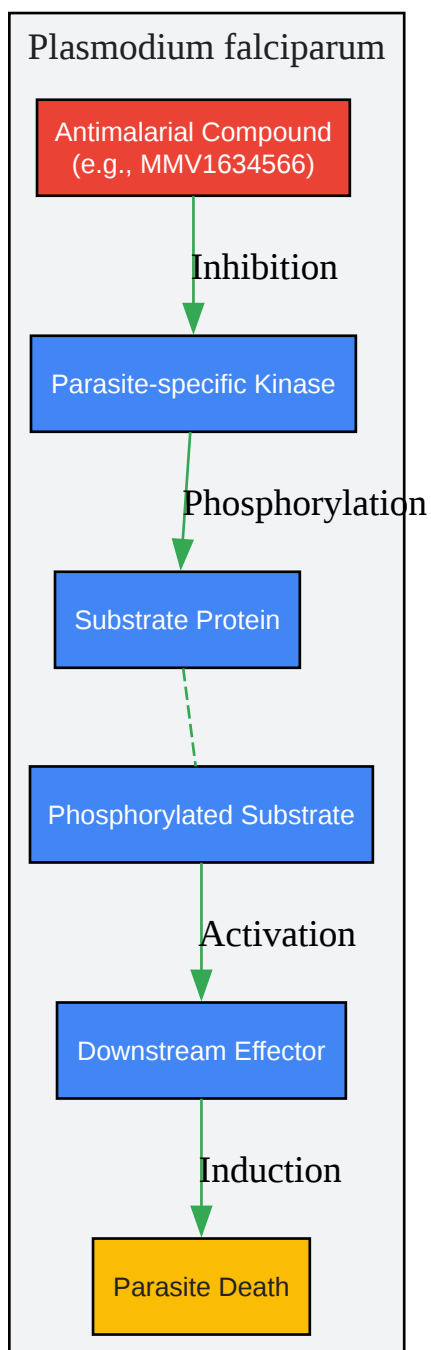 Plasmodium falciparum
Antimalarial Compound
(e.g., MMV1634566)
Inhibition
Parasite-specific Kinase
Phosphorylation
Substrate Protein
Phosphorylated Substrate
Activation
Downstream Effector
Induction
Parasite Death